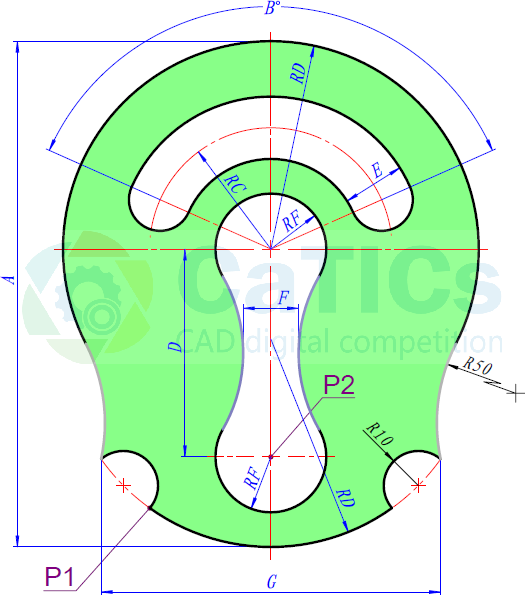 B°
RD
E
RC
RF
A
CaTICs
CAD digital competition
F
D
R50
P2
R10
RF
RD
P1
G